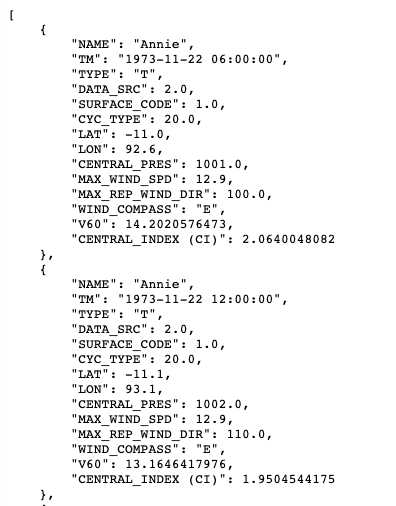 [
{
"NAME": "Annie",
"TM": "1973-11-22 06:00:00",
"TYPE": "T",
"DATA_SRC": 2.0,
"SURFACE_CODE": 1.0,
"CYC_TYPE": 20.0,
"LAT": -11.0,
"LON": 92.6,
"CENTRAL_PRES": 1001.0,
"MAX_WIND_SPD": 12.9,
"MAX_REP_WIND_DIR": 100.0,
"WIND_COMPASS": "E",
"V60": 14.2020576473,
"CENTRAL_INDEX (CI)": 2.0640048082
},
{
"NAME": "Annie",
"TM": "1973-11-22 12:00:00",
"TYPE": "T",
"DATA_SRC": 2.0,
"SURFACE_CODE": 1.0,
"CYC_TYPE": 20.0,
"LAT": -11.1,
"LON": 93.1,
"CENTRAL_PRES": 1002.0,
"MAX_WIND_SPD": 12.9,
"MAX_REP_WIND_DIR": 110.0,
"WIND_COMPASS": "E",
"V60": 13.1646417976,
"CENTRAL_INDEX (CI)": 1.9504544175
},